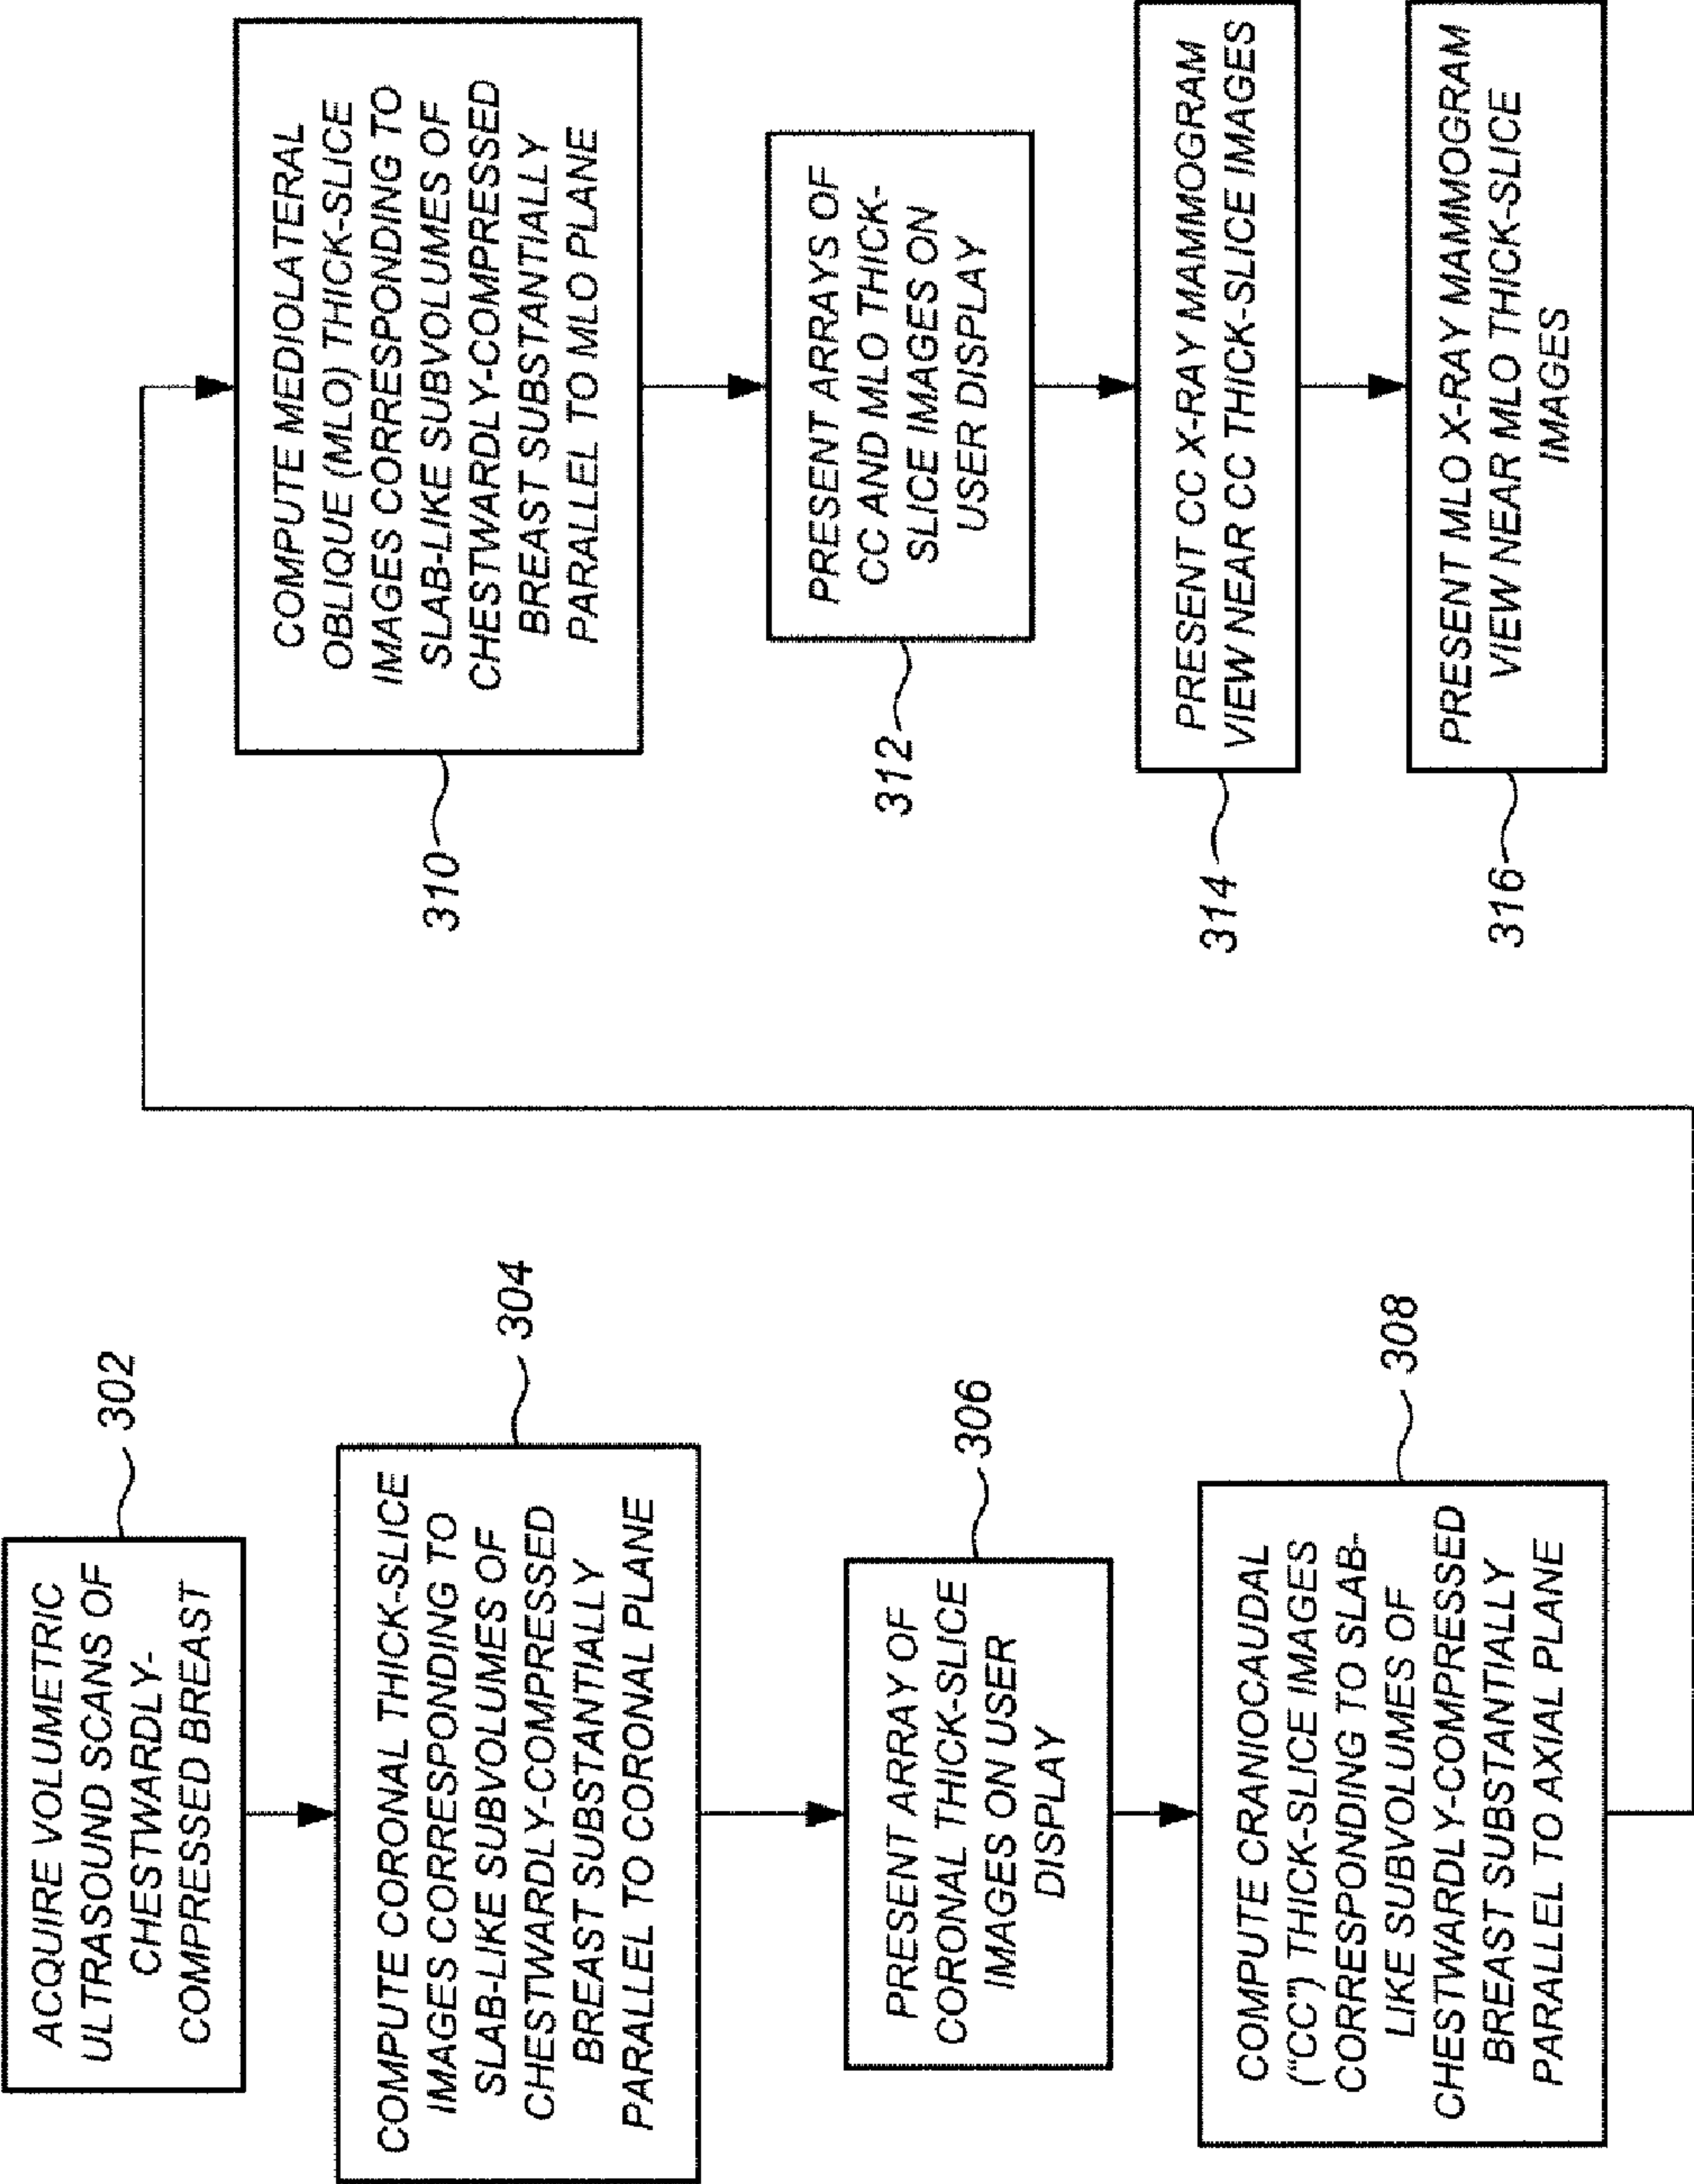 ACQUIRE VOLUMETRIC
ULTRASOUND SCANS OF
CHESTWARDLY-
COMPRESSED BREAST
302
COMPUTE CORONAL THICK-SLICE
IMAGES CORRESPONDING TO
SLAB-LIKE SUBVOLUMES OF
CHESTWARDLY-COMPRESSED
BREAST SUBSTANTIALLY
PARALLEL TO CORONAL PLANE
304
PRESENT ARRAY OF
CORONAL THICK-SLICE
IMAGES ON USER
DISPLAY
306
COMPUTE CRANIOCAUDAL
("CC") THICK-SLICE IMAGES
CORRESPONDING TO SLAB-
LIKE SUBVOLUMES OF
CHESTWARDLY-COMPRESSED
BREAST SUBSTANTIALLY
PARALLEL TO AXIAL PLANE
308
COMPUTE MEDIOLATERAL
OBLIQUE (MLO) THICK-SLICE
IMAGES CORRESPONDING TO
SLAB-LIKE SUBVOLUMES OF
CHESTWARDLY-COMPRESSED
BREAST SUBSTANTIALLY
PARALLEL TO MLO PLANE
310
PRESENT ARRAYS OF
CC AND MLO THICK-
SLICE IMAGES ON
USER DISPLAY
312
PRESENT CC X-RAY MAMMOGRAM
VIEW NEAR CC THICK-SLICE IMAGES
314
PRESENT MLO X-RAY MAMMOGRAM
VIEW NEAR MLO THICK-SLICE
IMAGES
316